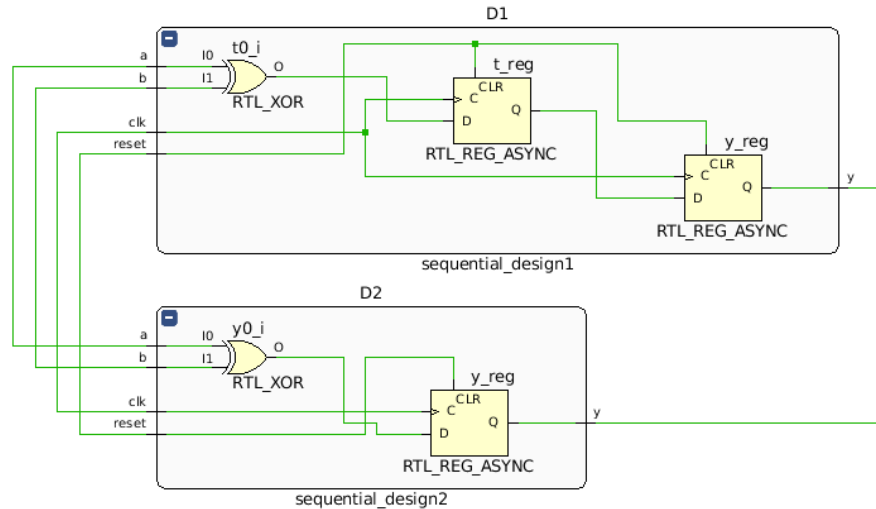 D1
a
I0
t0_i
O
b
I1
RTL_XOR
clk
reset
t_reg
CLR
C
Q
D
RTL_REG_ASYNC
y_reg
CLR
C
Q
D
RTL_REG_ASYNC
y
sequential_design1
D2
a
I0
y0_i
O
b
I1
RTL_XOR
clk
reset
y_reg
CLR
C
Q
D
RTL_REG_ASYNC
y
sequential_design2